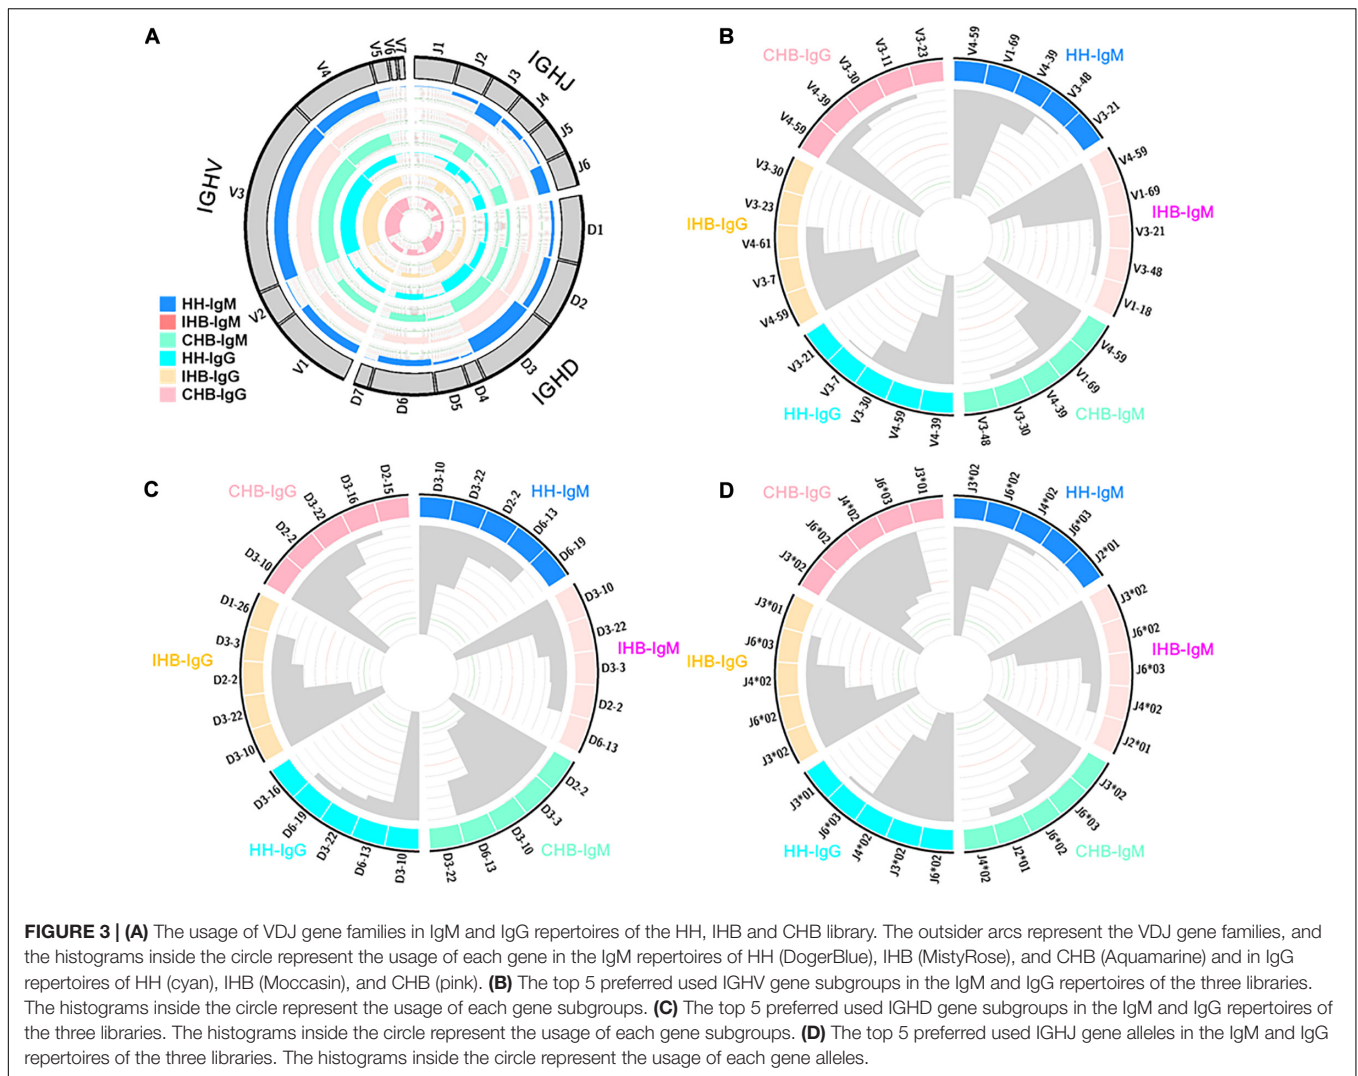 A
IGHV
IGHJ
IGHD
V1
V2
V3
V4
V5
V6
V7
J1
J2
J3
J4
J5
J6
D1
D2
D3
D4
D5
D6
D7
HH-IgM
IHB-IgM
CHB-IgM
HH-IgG
IHB-IgG
CHB-IgG
B
HH-IgM
V4-59
V1-69
V4-39
V3-48
V3-21
IHB-IgM
V4-59
V1-69
V3-21
V3-48
V1-18
CHB-IgM
V4-59
V1-69
V4-39
V3-30
V3-48
HH-IgG
V4-39
V4-59
V3-30
V3-7
V3-21
IHB-IgG
V4-59
V3-7
V4-61
V3-23
V3-30
CHB-IgG
V4-59
V4-39
V3-30
V3-11
V3-23
C
HH-IgM
D3-10
D3-22
D2-2
D6-13
D6-19
IHB-IgM
D3-10
D3-22
D3-3
D2-2
D6-13
CHB-IgM
D2-2
D3-3
D3-10
D6-13
D3-22
HH-IgG
D3-10
D6-13
D3-22
D6-19
D3-16
IHB-IgG
D3-10
D3-22
D2-2
D3-3
D1-26
CHB-IgG
D3-10
D2-2
D3-22
D3-16
D2-15
D
HH-IgM
J3*02
J6*02
J4*02
J6*03
J2*01
IHB-IgM
J3*02
J6*02
J6*03
J4*02
J2*01
CHB-IgM
J3*02
J6*03
J6*02
J2*01
J4*02
HH-IgG
J6*02
J3*02
J4*02
J6*03
J3*01
IHB-IgG
J3*02
J6*02
J4*02
J6*03
J3*01
CHB-IgG
J3*02
J6*02
J4*02
J6*03
J3*01
FIGURE 3 | (A) The usage of VDJ gene families in IgM and IgG repertoires of the HH, IHB and CHB library. The outsider arcs represent the VDJ gene families, and
the histograms inside the circle represent the usage of each gene in the IgM repertoires of HH (DogerBlue), IHB (MistyRose), and CHB (Aquamarine) and in IgG
repertoires of HH (cyan), IHB (Moccasin), and CHB (pink). (B) The top 5 preferred used IGHV gene subgroups in the IgM and IgG repertoires of the three libraries.
The histograms inside the circle represent the usage of each gene subgroups. (C) The top 5 preferred used IGHD gene subgroups in the IgM and IgG repertoires of
the three libraries. The histograms inside the circle represent the usage of each gene subgroups. (D) The top 5 preferred used IGHJ gene alleles in the IgM and IgG
repertoires of the three libraries. The histograms inside the circle represent the usage of each gene alleles.